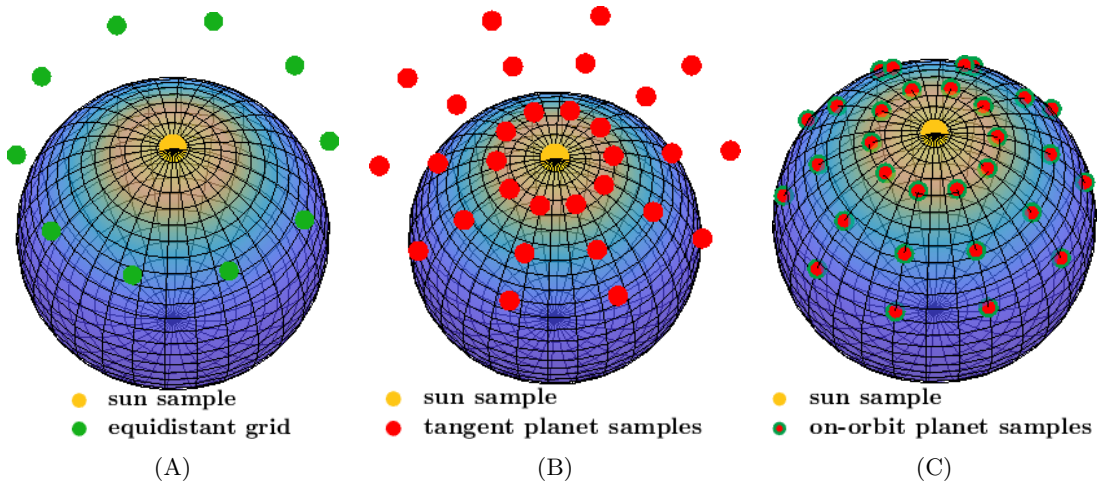 sun sample
equidistant grid
(A)
sun sample
tangent planet samples
(B)
sun sample
on-orbit planet samples
(C)